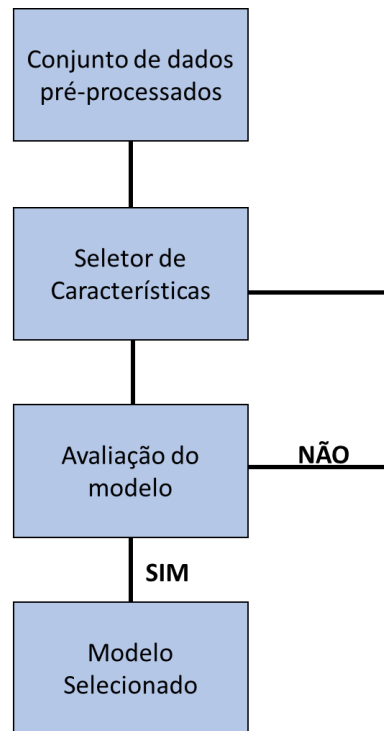 Conjunto de dados
pré-processados
Seletor de
Características
Avaliação do
modelo
NÃO
SIM
Modelo
Selecionado